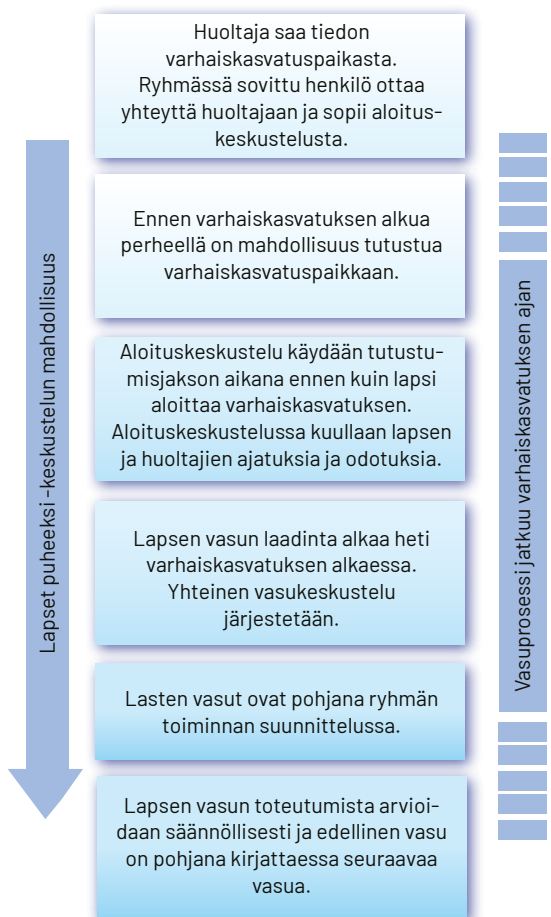 Huoltaja saa tiedon
varhaiskasvatuspaikasta.
Ryhmässä sovittu henkilö ottaa
yhteyttä huoltajaan ja sopii aloitus-
keskustelusta.
Ennen varhaiskasvatuksen alkua
perheellä on mahdollisuus tutustua
varhaiskasvatuspaikkaan.
Aloituskeskustelu käydään tutustu-
misjakson aikana ennen kuin lapsi
aloittaa varhaiskasvatuksen.
Aloituskeskustelussa kuullaan lapsen
ja huoltajien ajatuksia ja odotuksia.
Lapsen vasun laadinta alkaa heti
varhaiskasvatuksen alkaessa.
Yhteinen vasukeskustelu
järjestetään.
Lasten vasut ovat pohjana ryhmän
toiminnan suunnittelussa.
Lapsen vasun toteutumista arvioi-
daan säännöllisesti ja edellinen vasu
on pohjana kirjattaessa seuraavaa
vasua.
Lapset puheeksi -keskustelun mahdollisuus
Vasuprosessi jatkuu varhaiskasvatuksen ajan